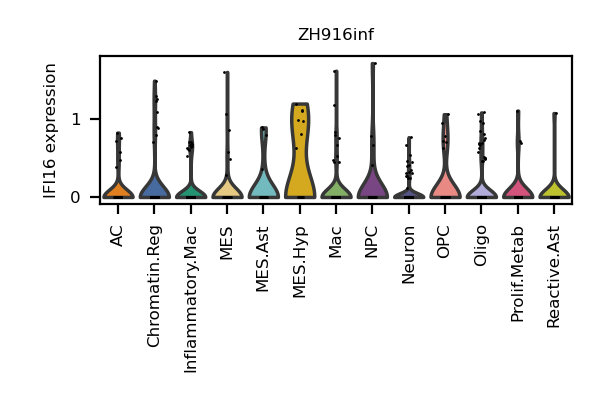 ZH916inf
IFI16 expression
1
0
AC
Chromatin.Reg
Inflammatory.Mac
MES
MES.Ast
MES.Hyp
Mac
NPC
Neuron
OPC
Oligo
Prolif.Metab
Reactive.Ast